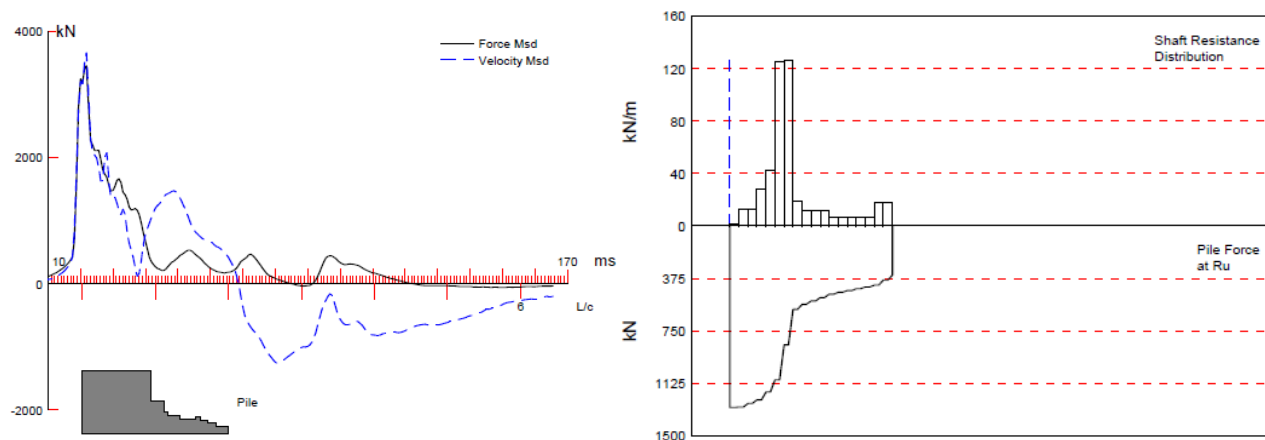 4000
kN
Force Msd
Velocity Msd
2000
10
170
ms
0
6
L/c
-2000
Pile
160
Shaft Resistance
Distribution
120
kN/m
80
40
0
Pile Force
at Ru
375
kN
750
1125
1500